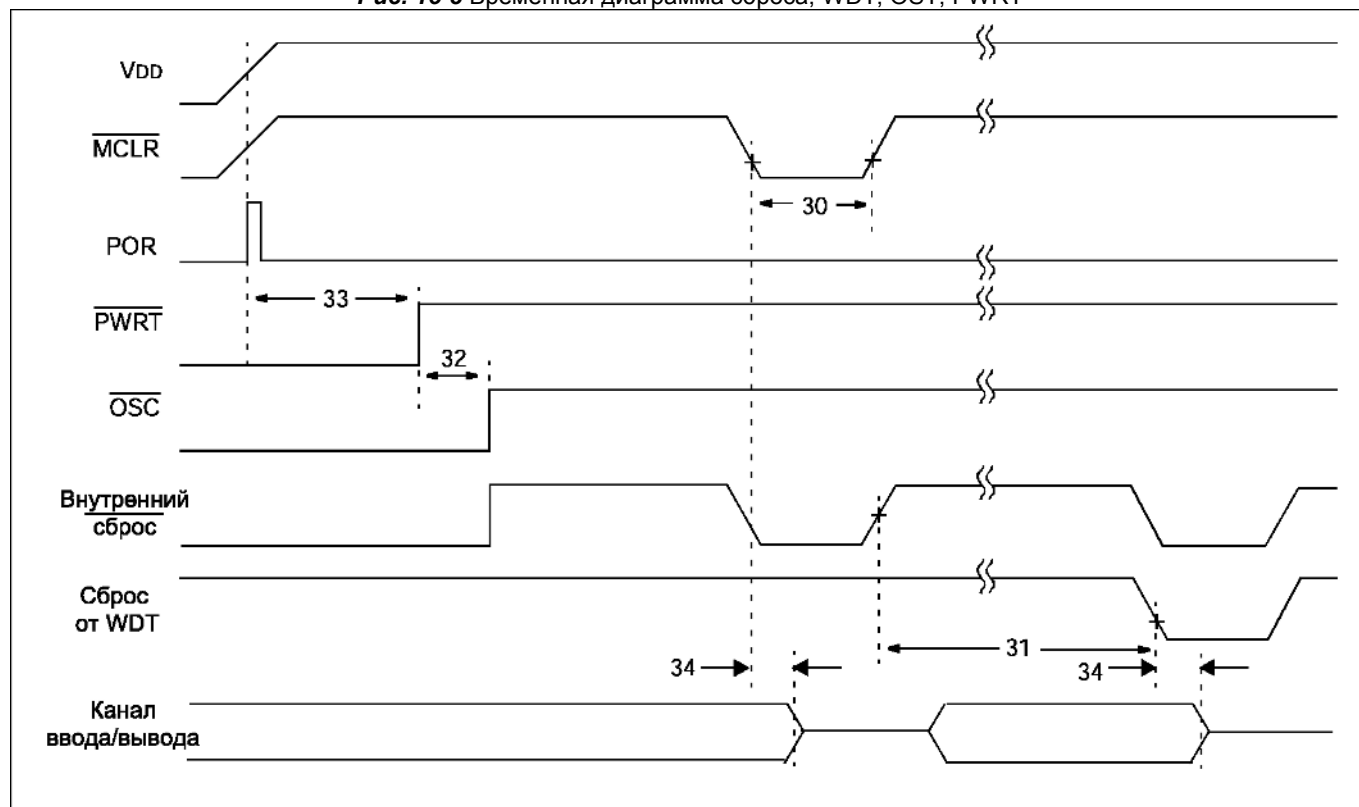 VDD
MCLR
POR
PWRT
OSC
Внутренний
сброс
Сброс
от WDT
Канал
ввода/вывода
30
33
32
31
34
34